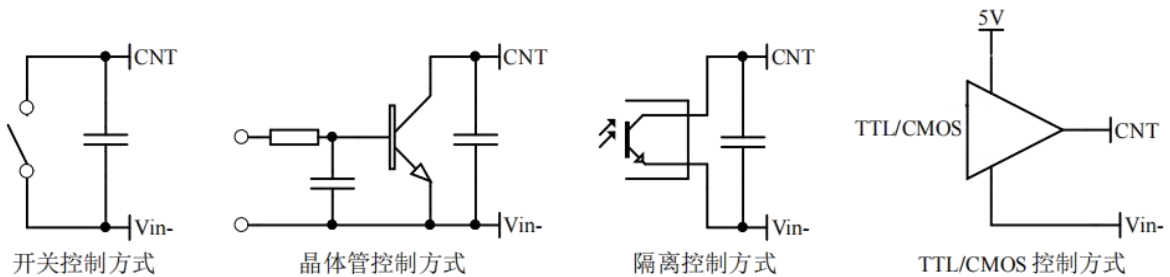 5V
CNT
CNT
CNT
TTL/CMOS
CNT
Vin-
Vin-
Vin-
Vin-
开关控制方式
晶体管控制方式
隔离控制方式
TTL/CMOS 控制方式